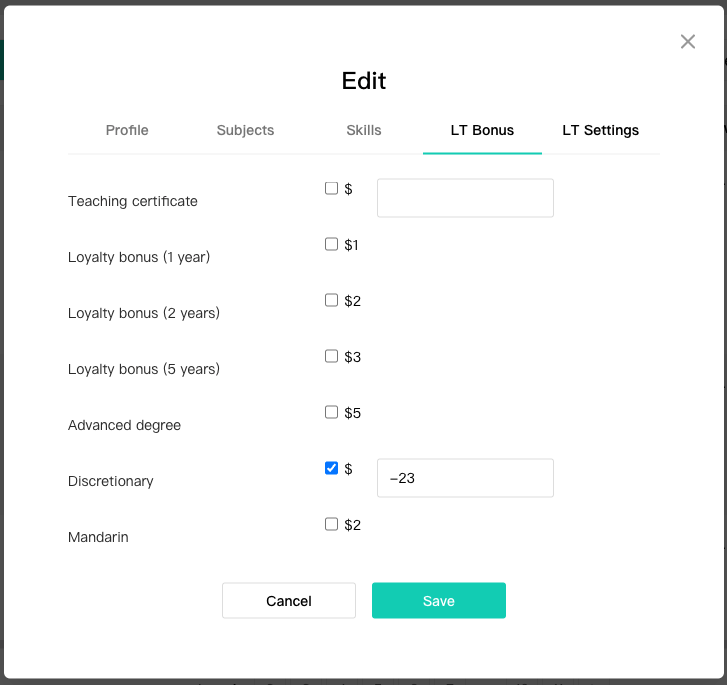 Edit
Profile Subjects Skills LT Bonus LT Settings
Teaching certificate $
Loyalty bonus (1 year) $1
Loyalty bonus (2 years) $2
Loyalty bonus (5 years) $3
Advanced degree $5
Discretionary $ –23
Mandarin $2
Cancel Save